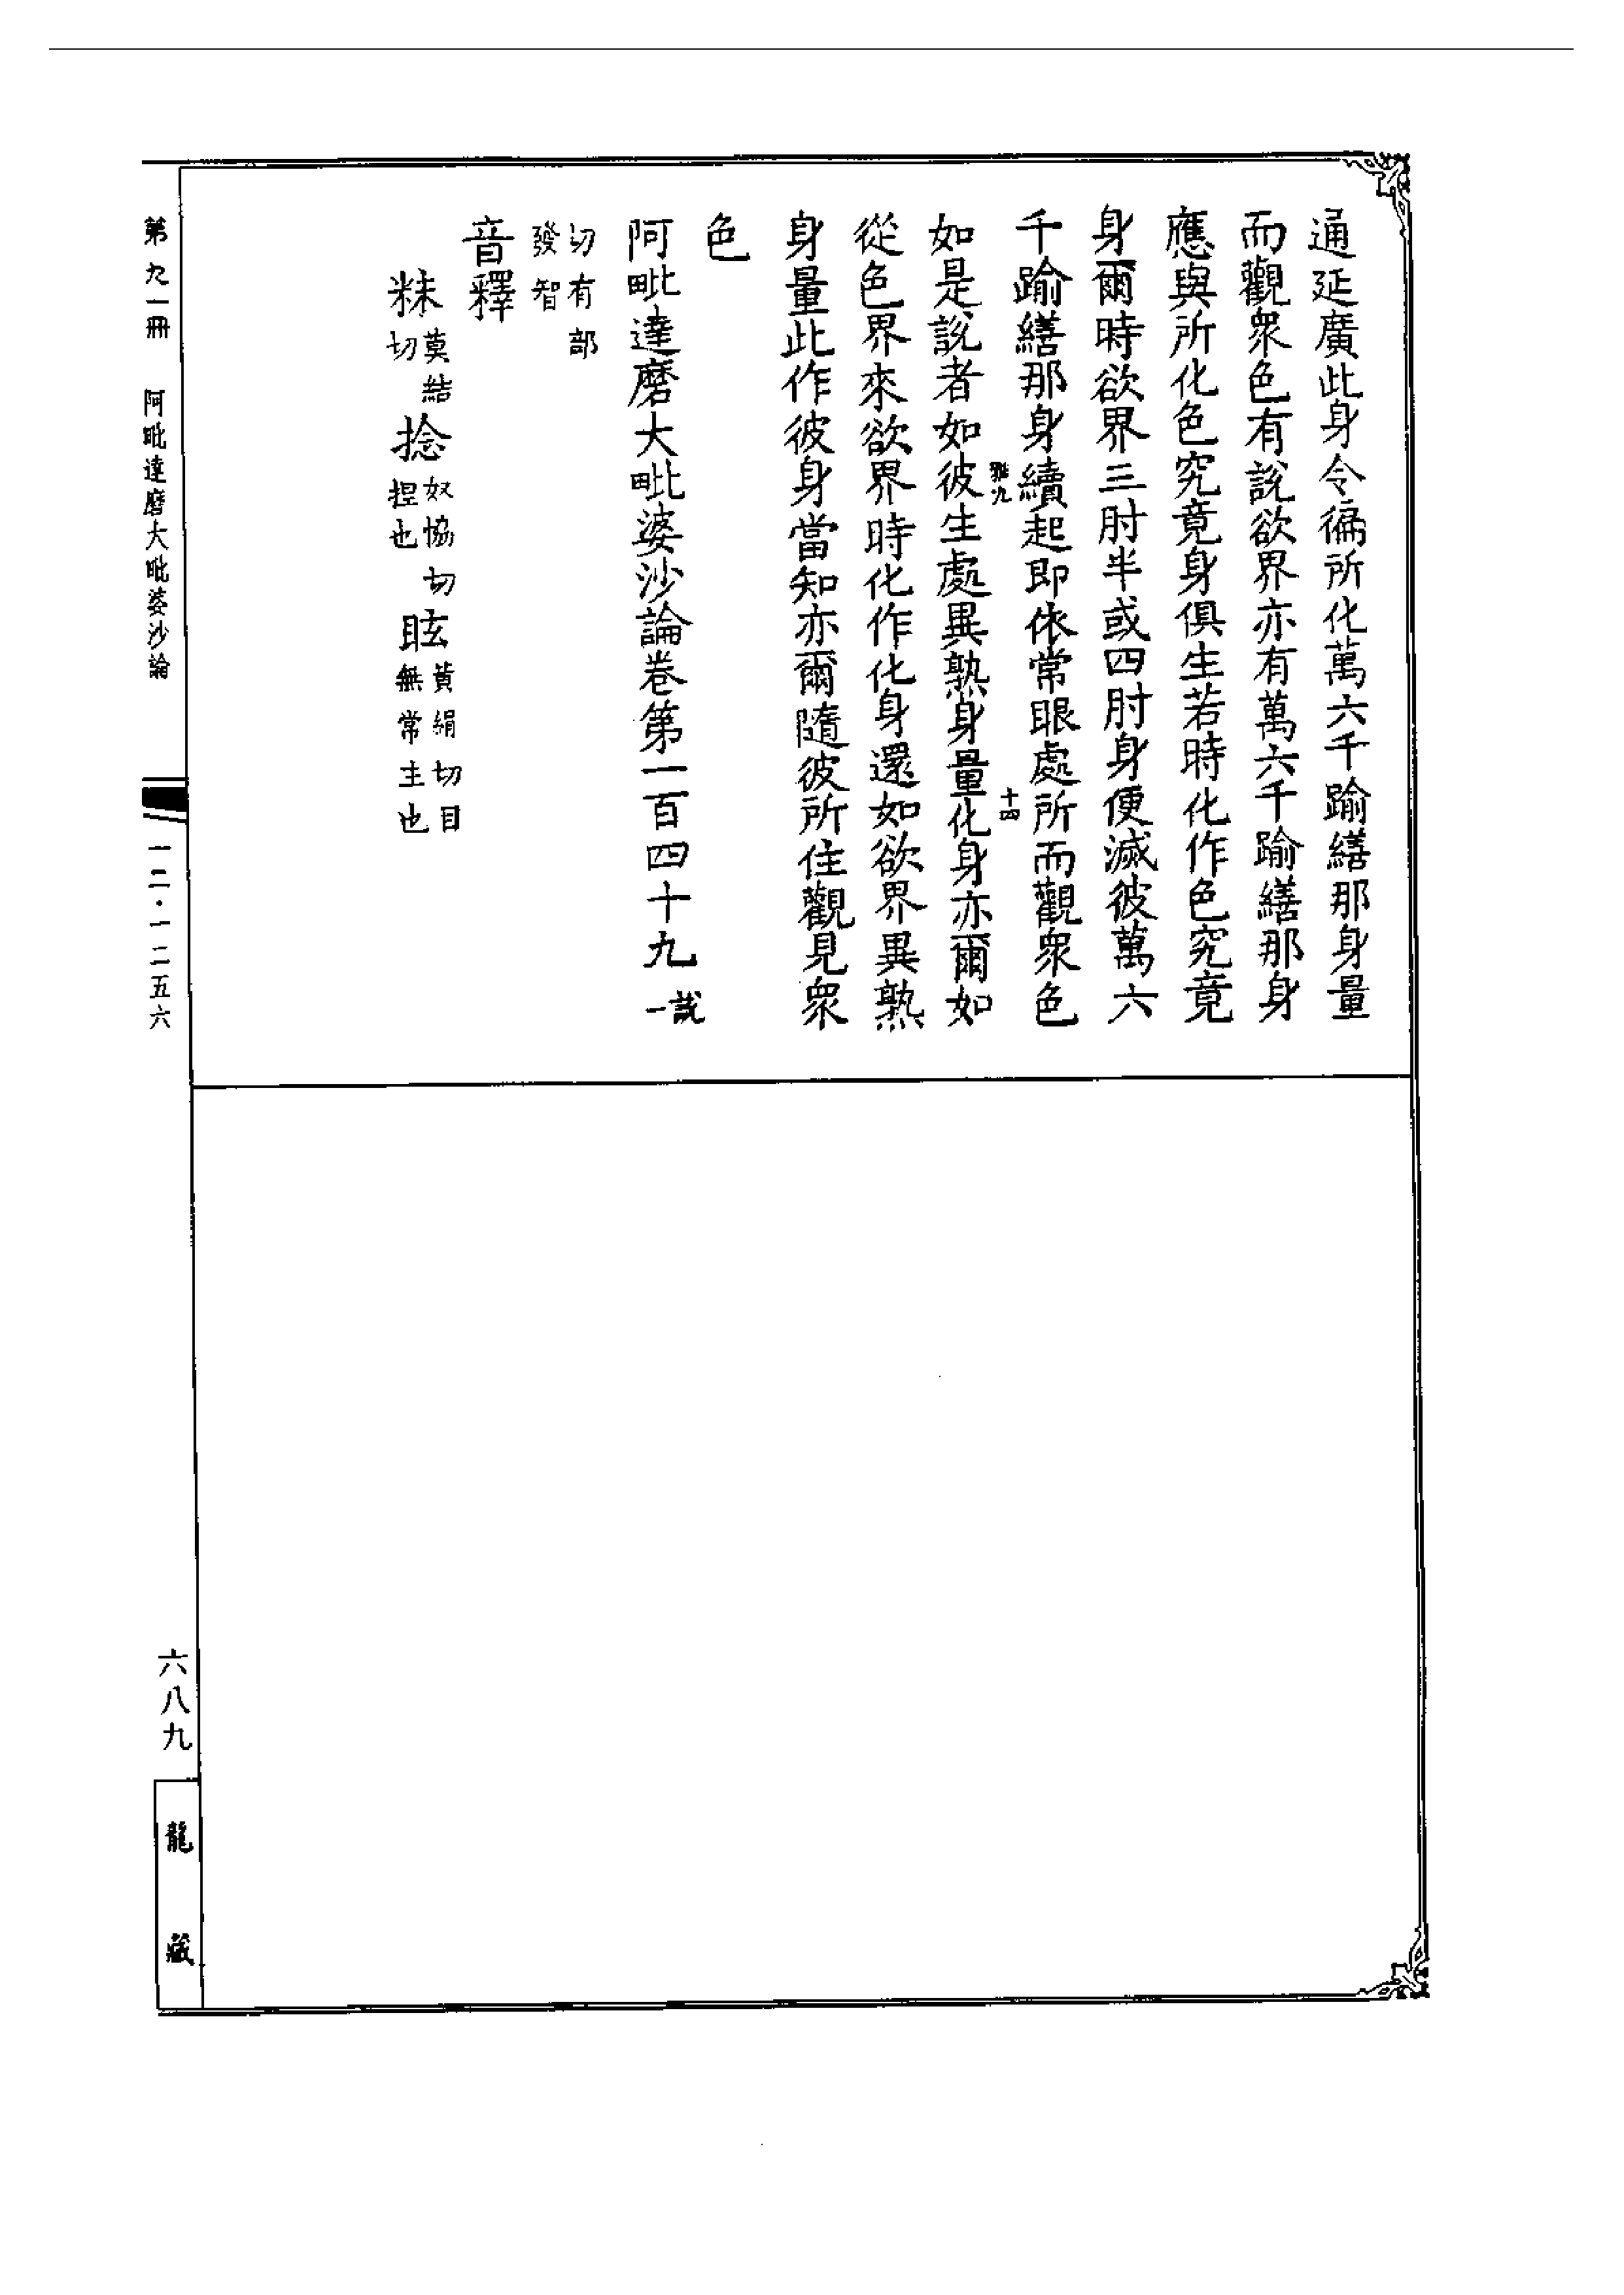 通延廣此身令徧所化萬六千踰繕那身量
而觀衆色有說欲界亦有萬六千踰繕那身
應與所化色究竟身俱生若時化作色究竟
身爾時欲界三肘半或四肘身便滅彼萬六
千踰繕那身續起即依常眼處所而觀衆色
雅九
十四
如是說者如彼生處異熟身量化身亦爾如
從色界來欲界時化作化身還如欲界異熟
身量此作彼身當知亦爾隨彼所住觀見衆
色
阿毗達磨大毗婆沙論卷第一百四十九 說一
切有部
發智
音釋
粖 莫結切 捻 奴協切捏也 眩 黃絹切目無常主也
第九一冊 阿毗達磨大毗婆沙論
一二·一二五六
六八九
龍藏